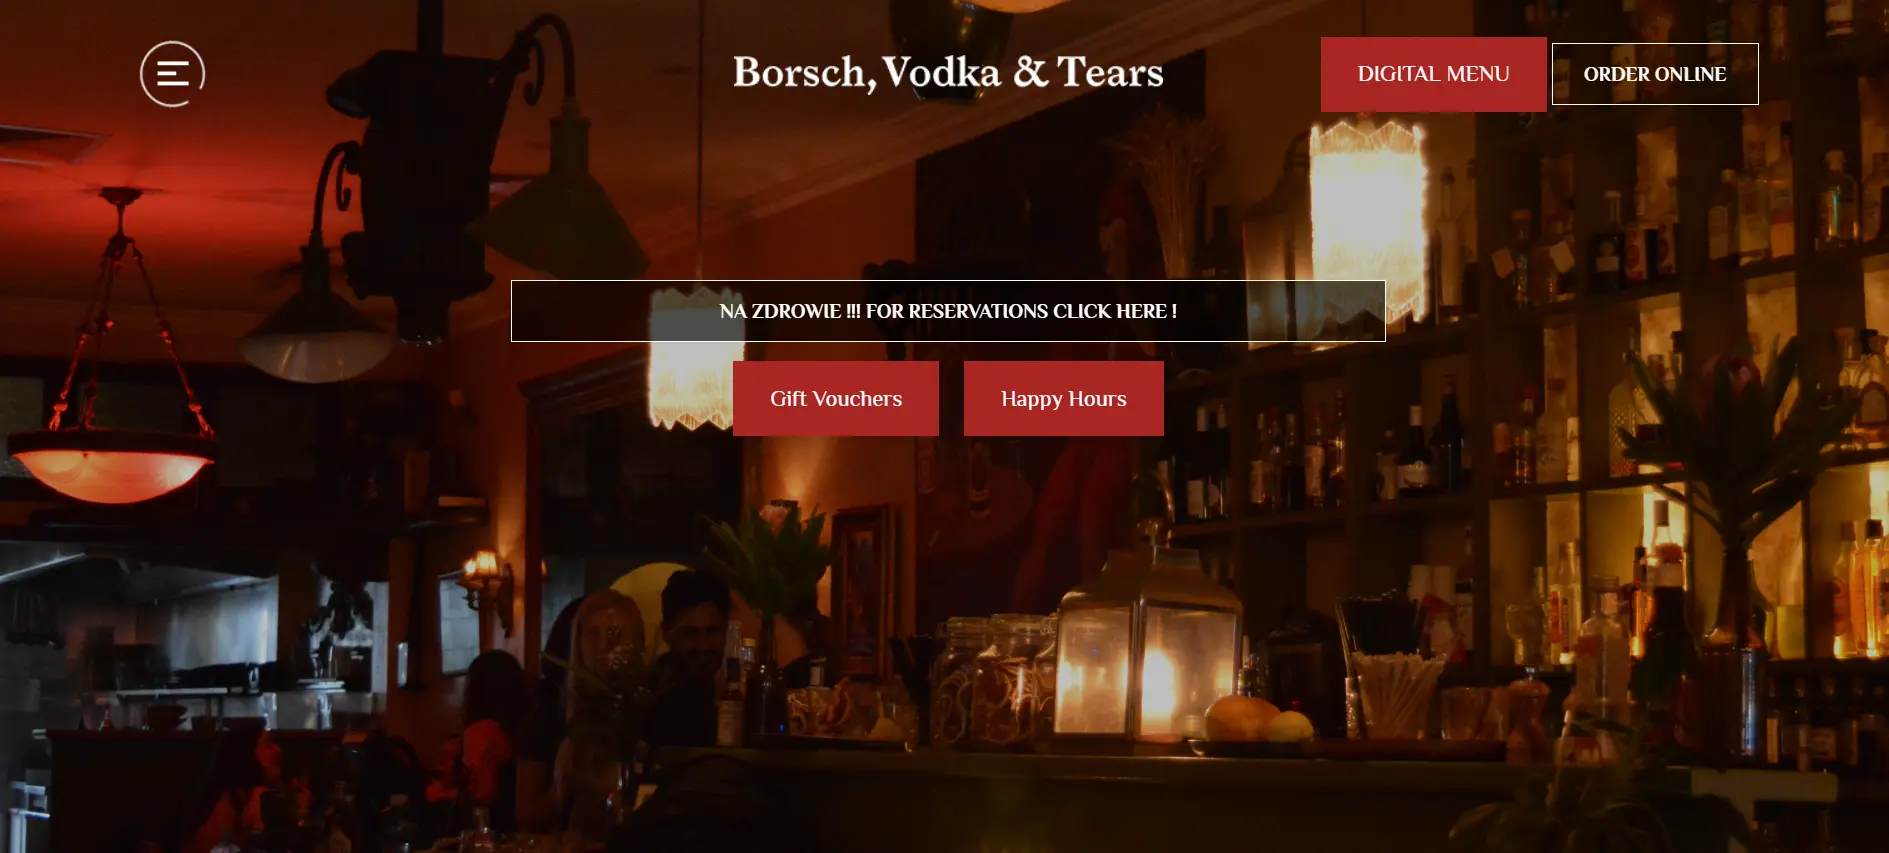 Borsch, Vodka & Tears
DIGITAL MENU
ORDER ONLINE
NA ZDROWIE !!! FOR RESERVATIONS CLICK HERE !
Gift Vouchers
Happy Hours